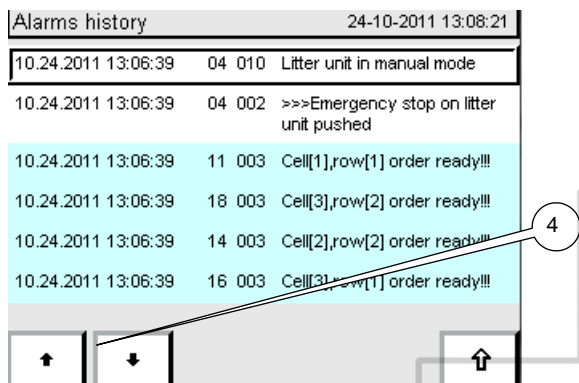 Alarms history 24-10-2011 13:08:21
10.24.2011 13:06:39 04 010 Litter unit in manual mode
10.24.2011 13:06:39 04 002 >>>Emergency stop on litter
unit pushed
10.24.2011 13:06:39 11 003 Cell[1],row[1] order ready!!!
10.24.2011 13:06:39 18 003 Cell[3],row[2] order ready!!!
10.24.2011 13:06:39 14 003 Cell[2],row[2] order ready!!!
4
10.24.2011 13:06:39 16 003 Cell[3],row[1] order ready!!!